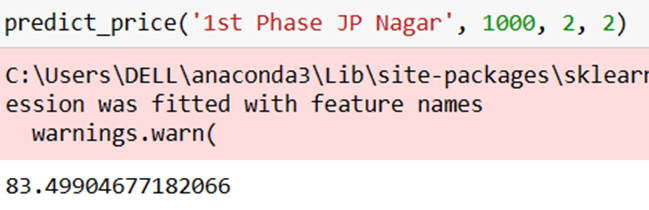 predict_price('1st Phase JP Nagar', 1000, 2, 2)
C:\Users\DELL\anaconda3\Lib\site-packages\sklearn
ession was fitted with feature names
  warnings.warn(
83.49904677182066